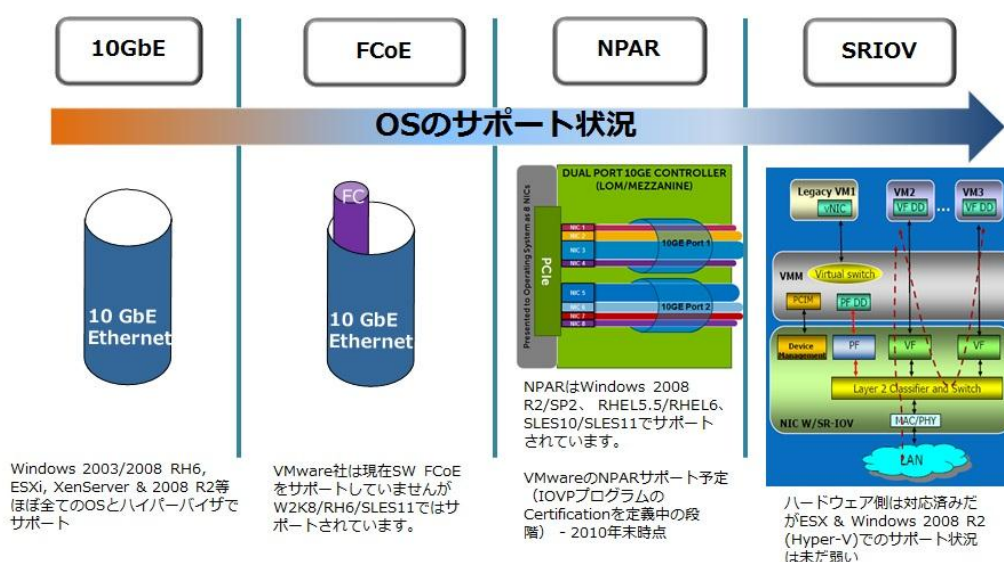 10GbE
FCoE
NPAR
SRIOV
OSのサポート状況
10 GbE
Ethernet
Windows 2003/2008 RH6,
ESXi, XenServer & 2008 R2等
ほぼ全てのOSとハイパーバイザで
サポート
FC
10 GbE
Ethernet
VMware社は現在SW FCoE
をサポートしていませんが
W2K8/RH6/SLES11ではサ
ポートされています。
DUAL PORT 10GE CONTROLLER
(LOM/MEZZANINE)
Presented to Operating System as 8 NICs
PCIe
NIC 1
NIC 2
NIC 3
NIC 4
10GE Port 1
NIC 5
NIC 6
NIC 7
NIC 8
10GE Port 2
NPARはWindows 2008
R2/SP2、 RHEL5.5/RHEL6、
SLES10/SLES11でサポート
されています。
VMwareのNPARサポート予定
（IOVPプログラムの
Certificationを定義中の段
階） - 2010年末時点
Legacy VM1
vNIC
VM2
VF DD
...
VM3
VF DD
VMM
Virtual switch
PCIM
PF DD
Device
Management
PF
VF
VF
Layer 2 Classifier and Switch
NIC W/SR-IOV
MAC/PHY
LAN
ハードウェア側は対応済みだ
がESX & Windows 2008 R2
(Hyper-V)でのサポート状況
は未だ弱い